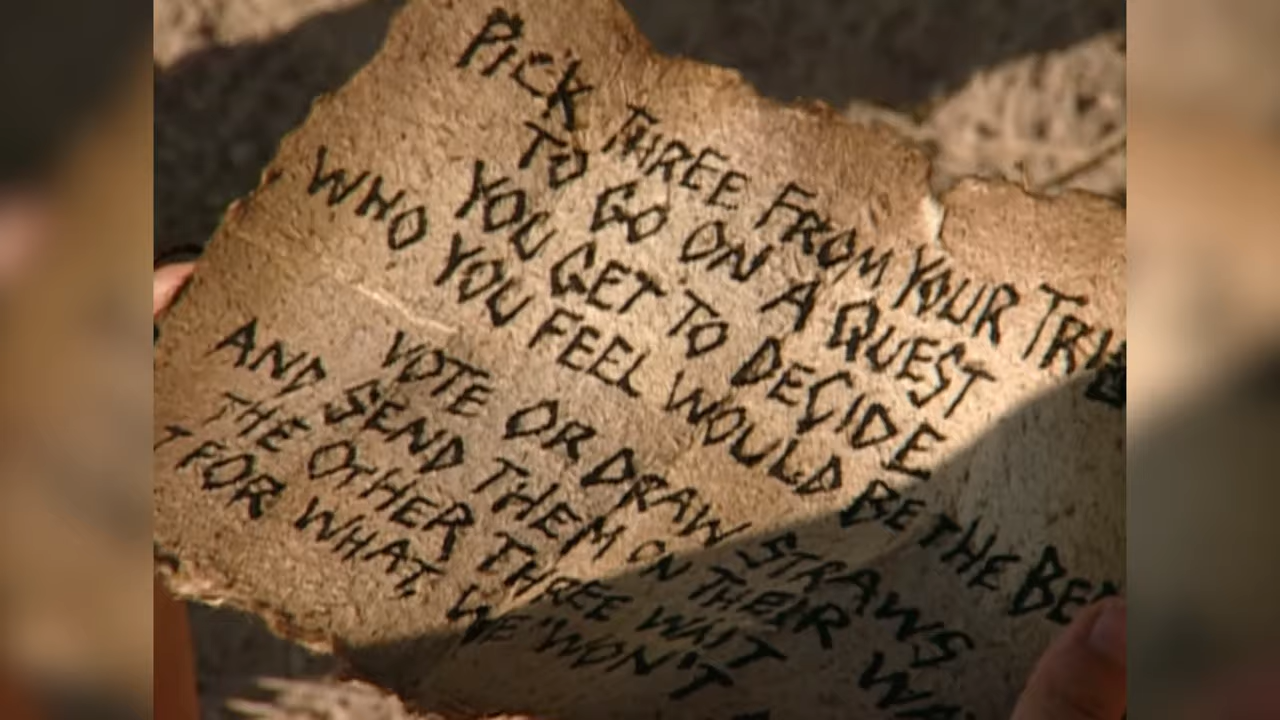 PICK THREE FROM YOUR TRIBE
TO GO ON A QUEST
YOU GET TO DECIDE
WHO YOU FEEL WOULD BE THE BE
VOTE OR DRAW STRAWS
AND SEND THEM ON THEIR WA
THE OTHER THREE WAIT
T FOR WHAT, WE WON'T